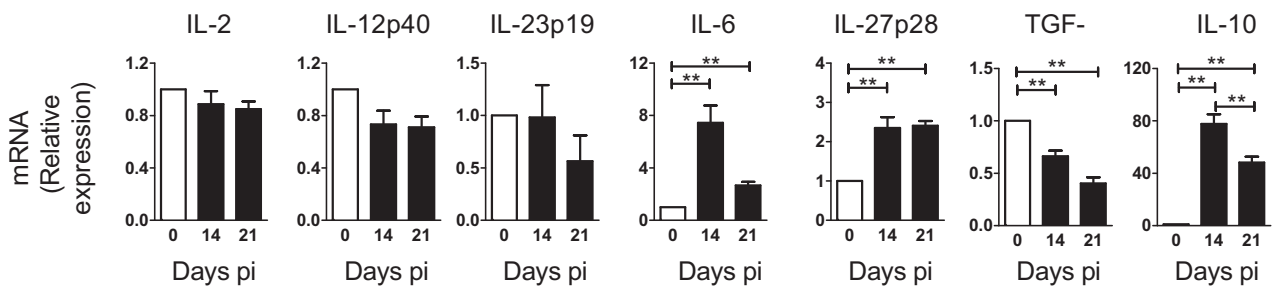 IL-2 IL-12p40 IL-23p19 IL-6 IL-27p28 TGF- IL-10
mRNA
(Relative
expression)
1.2
0.8
0.4
0.0
0 14 21
Days pi
1.2
0.8
0.4
0.0
0 14 21
Days pi
1.5
1.0
0.5
0.0
0 14 21
Days pi
**
**
12
8
4
0
0 14 21
Days pi
**
**
4
3
2
1
0
0 14 21
Days pi
**
**
1.5
1.0
0.5
0.0
0 14 21
Days pi
**
**
**
120
80
40
0
0 14 21
Days pi